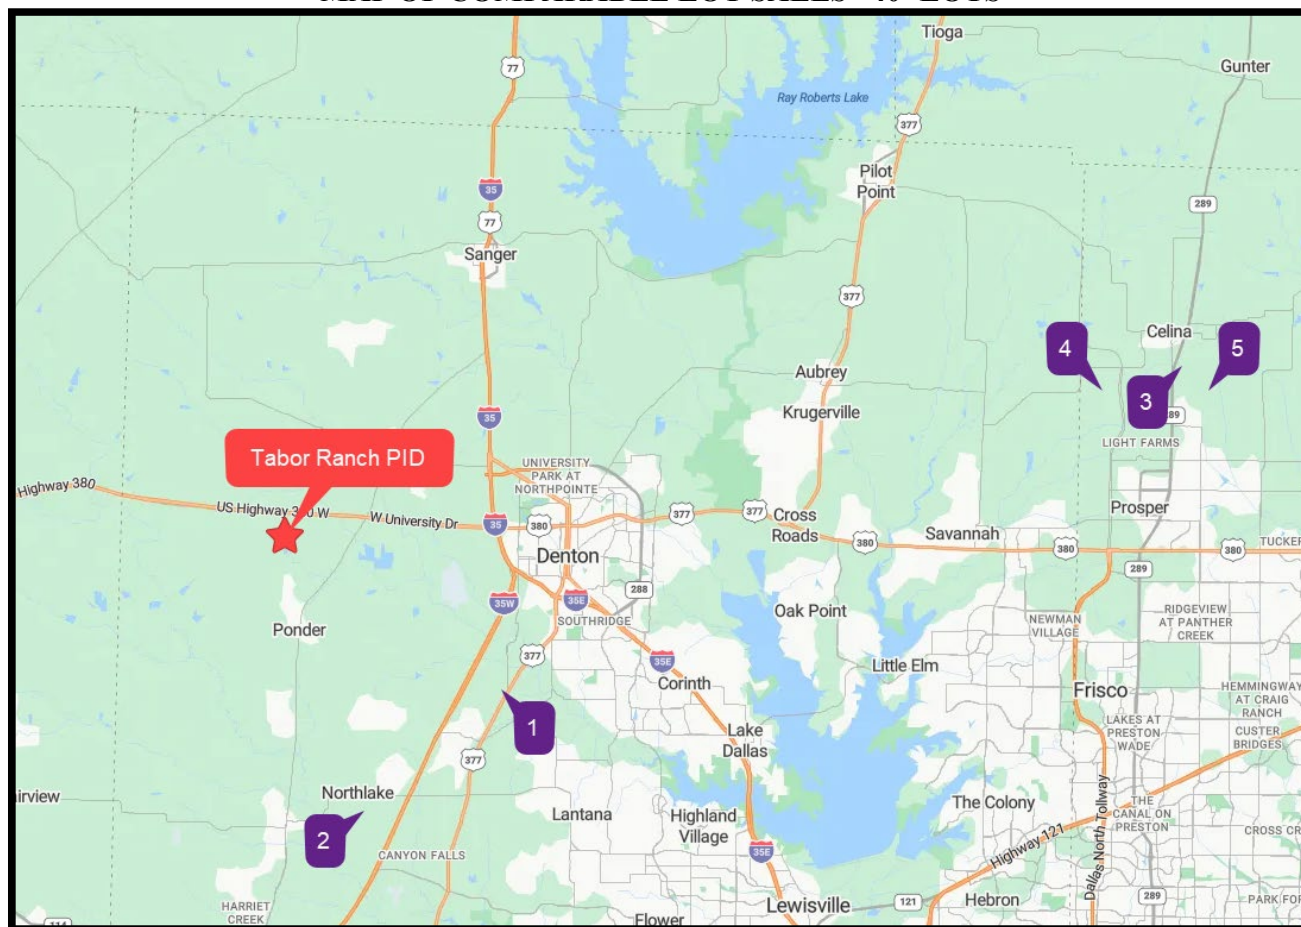 MAP OF COMPARABLE LOT SALES
LOTS
Tioga
77
Gunter
Ray Roberts Lake
377
Pilot
Point
35
289
77
Sanger
377
Celina
4
5
Aubrey
3
89
Krugerville
35
LIGHT FARMS
Tabor Ranch PID
UNIVERSITY
PARK AT
NORTHPOINTE
Highway 380
US Highway 380 W
W University Dr
35
380
377
377
Cross
Roads
Prosper
Savannah
380
380
380
TUCKER
Denton
289
35W
35E
288
Oak Point
RIDGEVIEW
AT PANTHER
CREEK
SOUTHRIDGE
NEWMAN
VILLAGE
Ponder
377
35E
Little Elm
Corinth
Frisco
HEMMINGWAY
AT CRAIG
RANCH
1
Lake
Dallas
LAKES AT
PRESTON
WADE
CUSTER
BRIDGES
377
irview
Northlake
Lantana
Highland
Village
The Colony
THE
CANAL ON
PRESTON
2
CANYON FALLS
35E
Highway 121
CROSS CR
Dallas North Tollway
HARRIET
CREEK
Lewisville
121
Hebron
289
PARK FOR
114
Flower